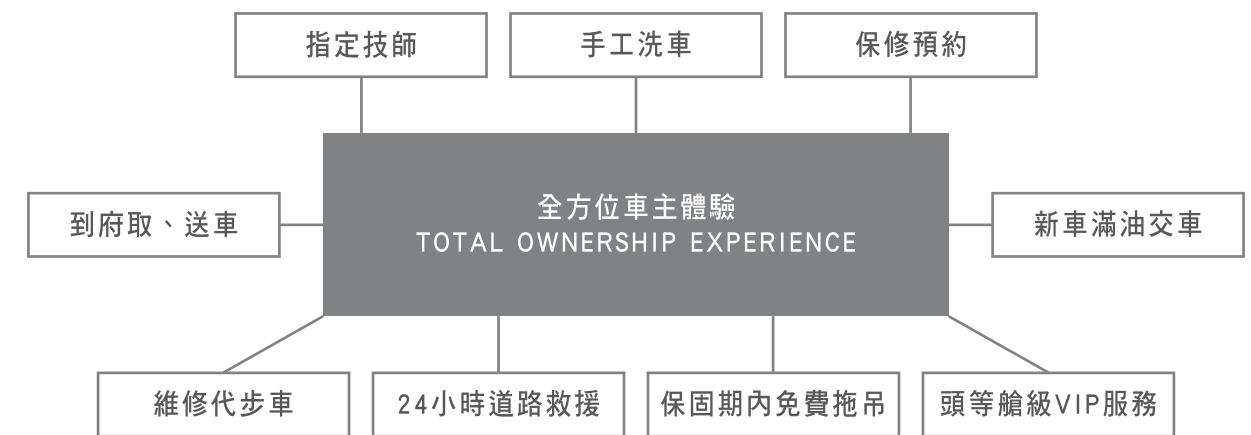 指定技師
手工洗車
保修預約
到府取、送車
全方位車主體驗
TOTAL OWNERSHIP EXPERIENCE
新車滿油交車
維修代步車
24小時道路救援
保固期內免費拖吊
頭等艙級VIP服務